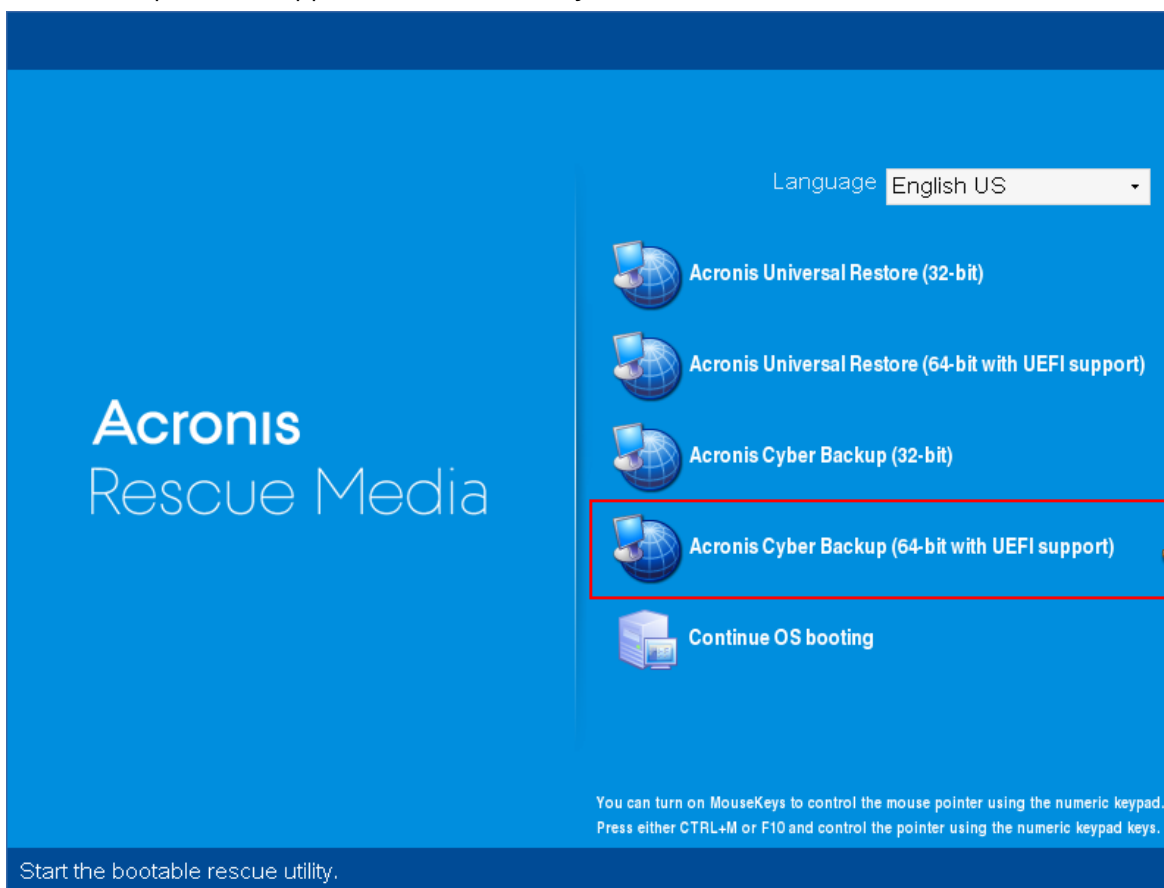 Language English US
Acronis Universal Restore (32-bit)
Acronis Universal Restore (64-bit with UEFI support)
Acronis
Rescue Media
Acronis Cyber Backup (32-bit)
Acronis Cyber Backup (64-bit with UEFI support)
Continue OS booting
You can turn on MouseKeys to control the mouse pointer using the numeric keypad.
Press either CTRL+M or F10 and control the pointer using the numeric keypad keys.
Start the bootable rescue utility.